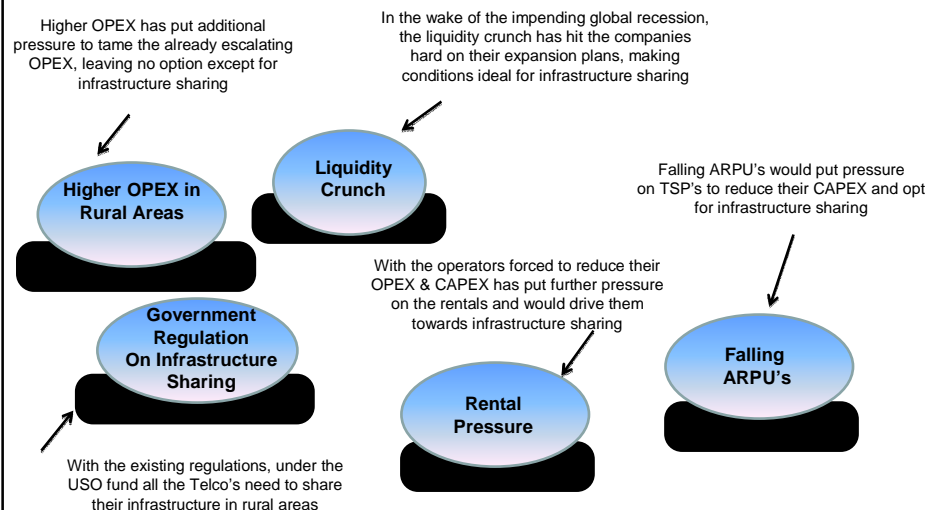 Higher OPEX has put additional
pressure to tame the already escalating
OPEX, leaving no option except for
infrastructure sharing
In the wake of the impending global recession,
the liquidity crunch has hit the companies
hard on their expansion plans, making
conditions ideal for infrastructure sharing
Higher OPEX in
Rural Areas
Liquidity
Crunch
Falling ARPU's would put pressure
on TSP's to reduce their CAPEX and opt
for infrastructure sharing
With the operators forced to reduce their
OPEX & CAPEX has put further pressure
on the rentals and would drive them
towards infrastructure sharing
Government
Regulation
On Infrastructure
Sharing
Rental
Pressure
Falling
ARPU's
With the existing regulations, under the
USO fund all the Telco's need to share
their infrastructure in rural areas